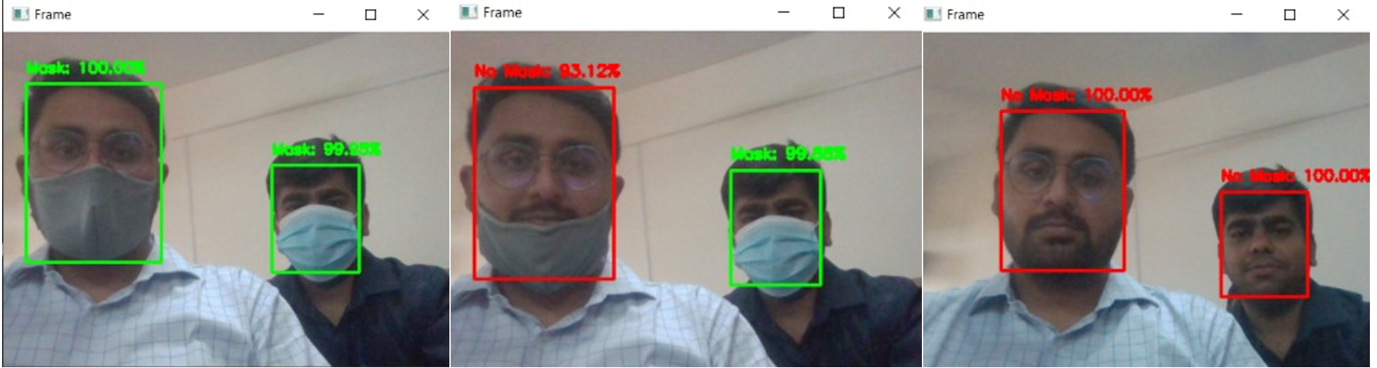 Frame
Mask: 100.00%
Mask: 99.95%
Frame
No Mask: 93.12%
Mask: 99.88%
Frame
No Mask: 100.00%
No Mask: 100.00%